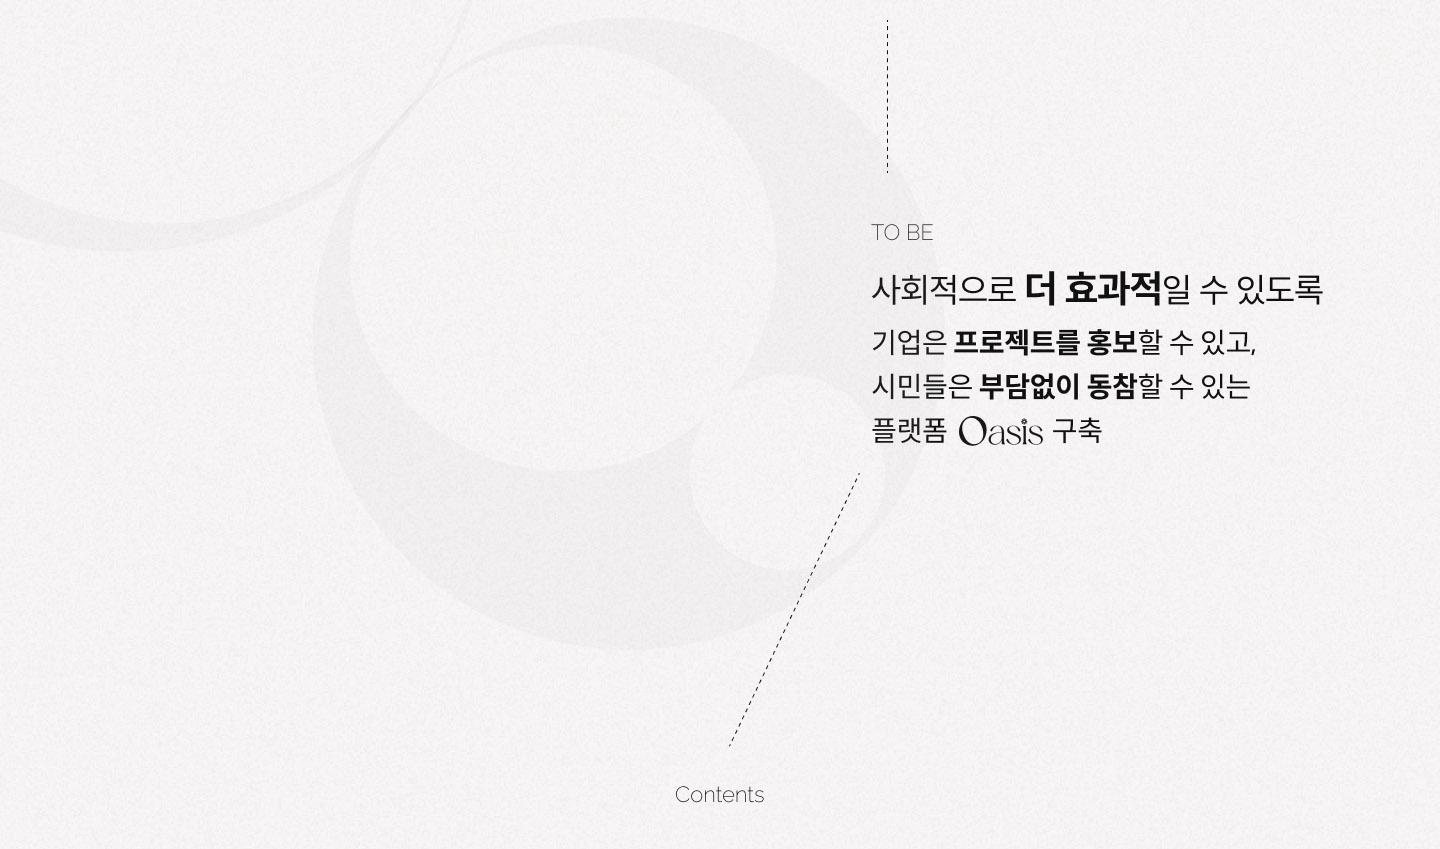 TO BE
사회적으로 더 효과적일 수 있도록
기업은 프로젝트를 홍보할 수 있고,
시민들은 부담없이 동참할 수 있는
플랫폼 Oasis 구축
Contents